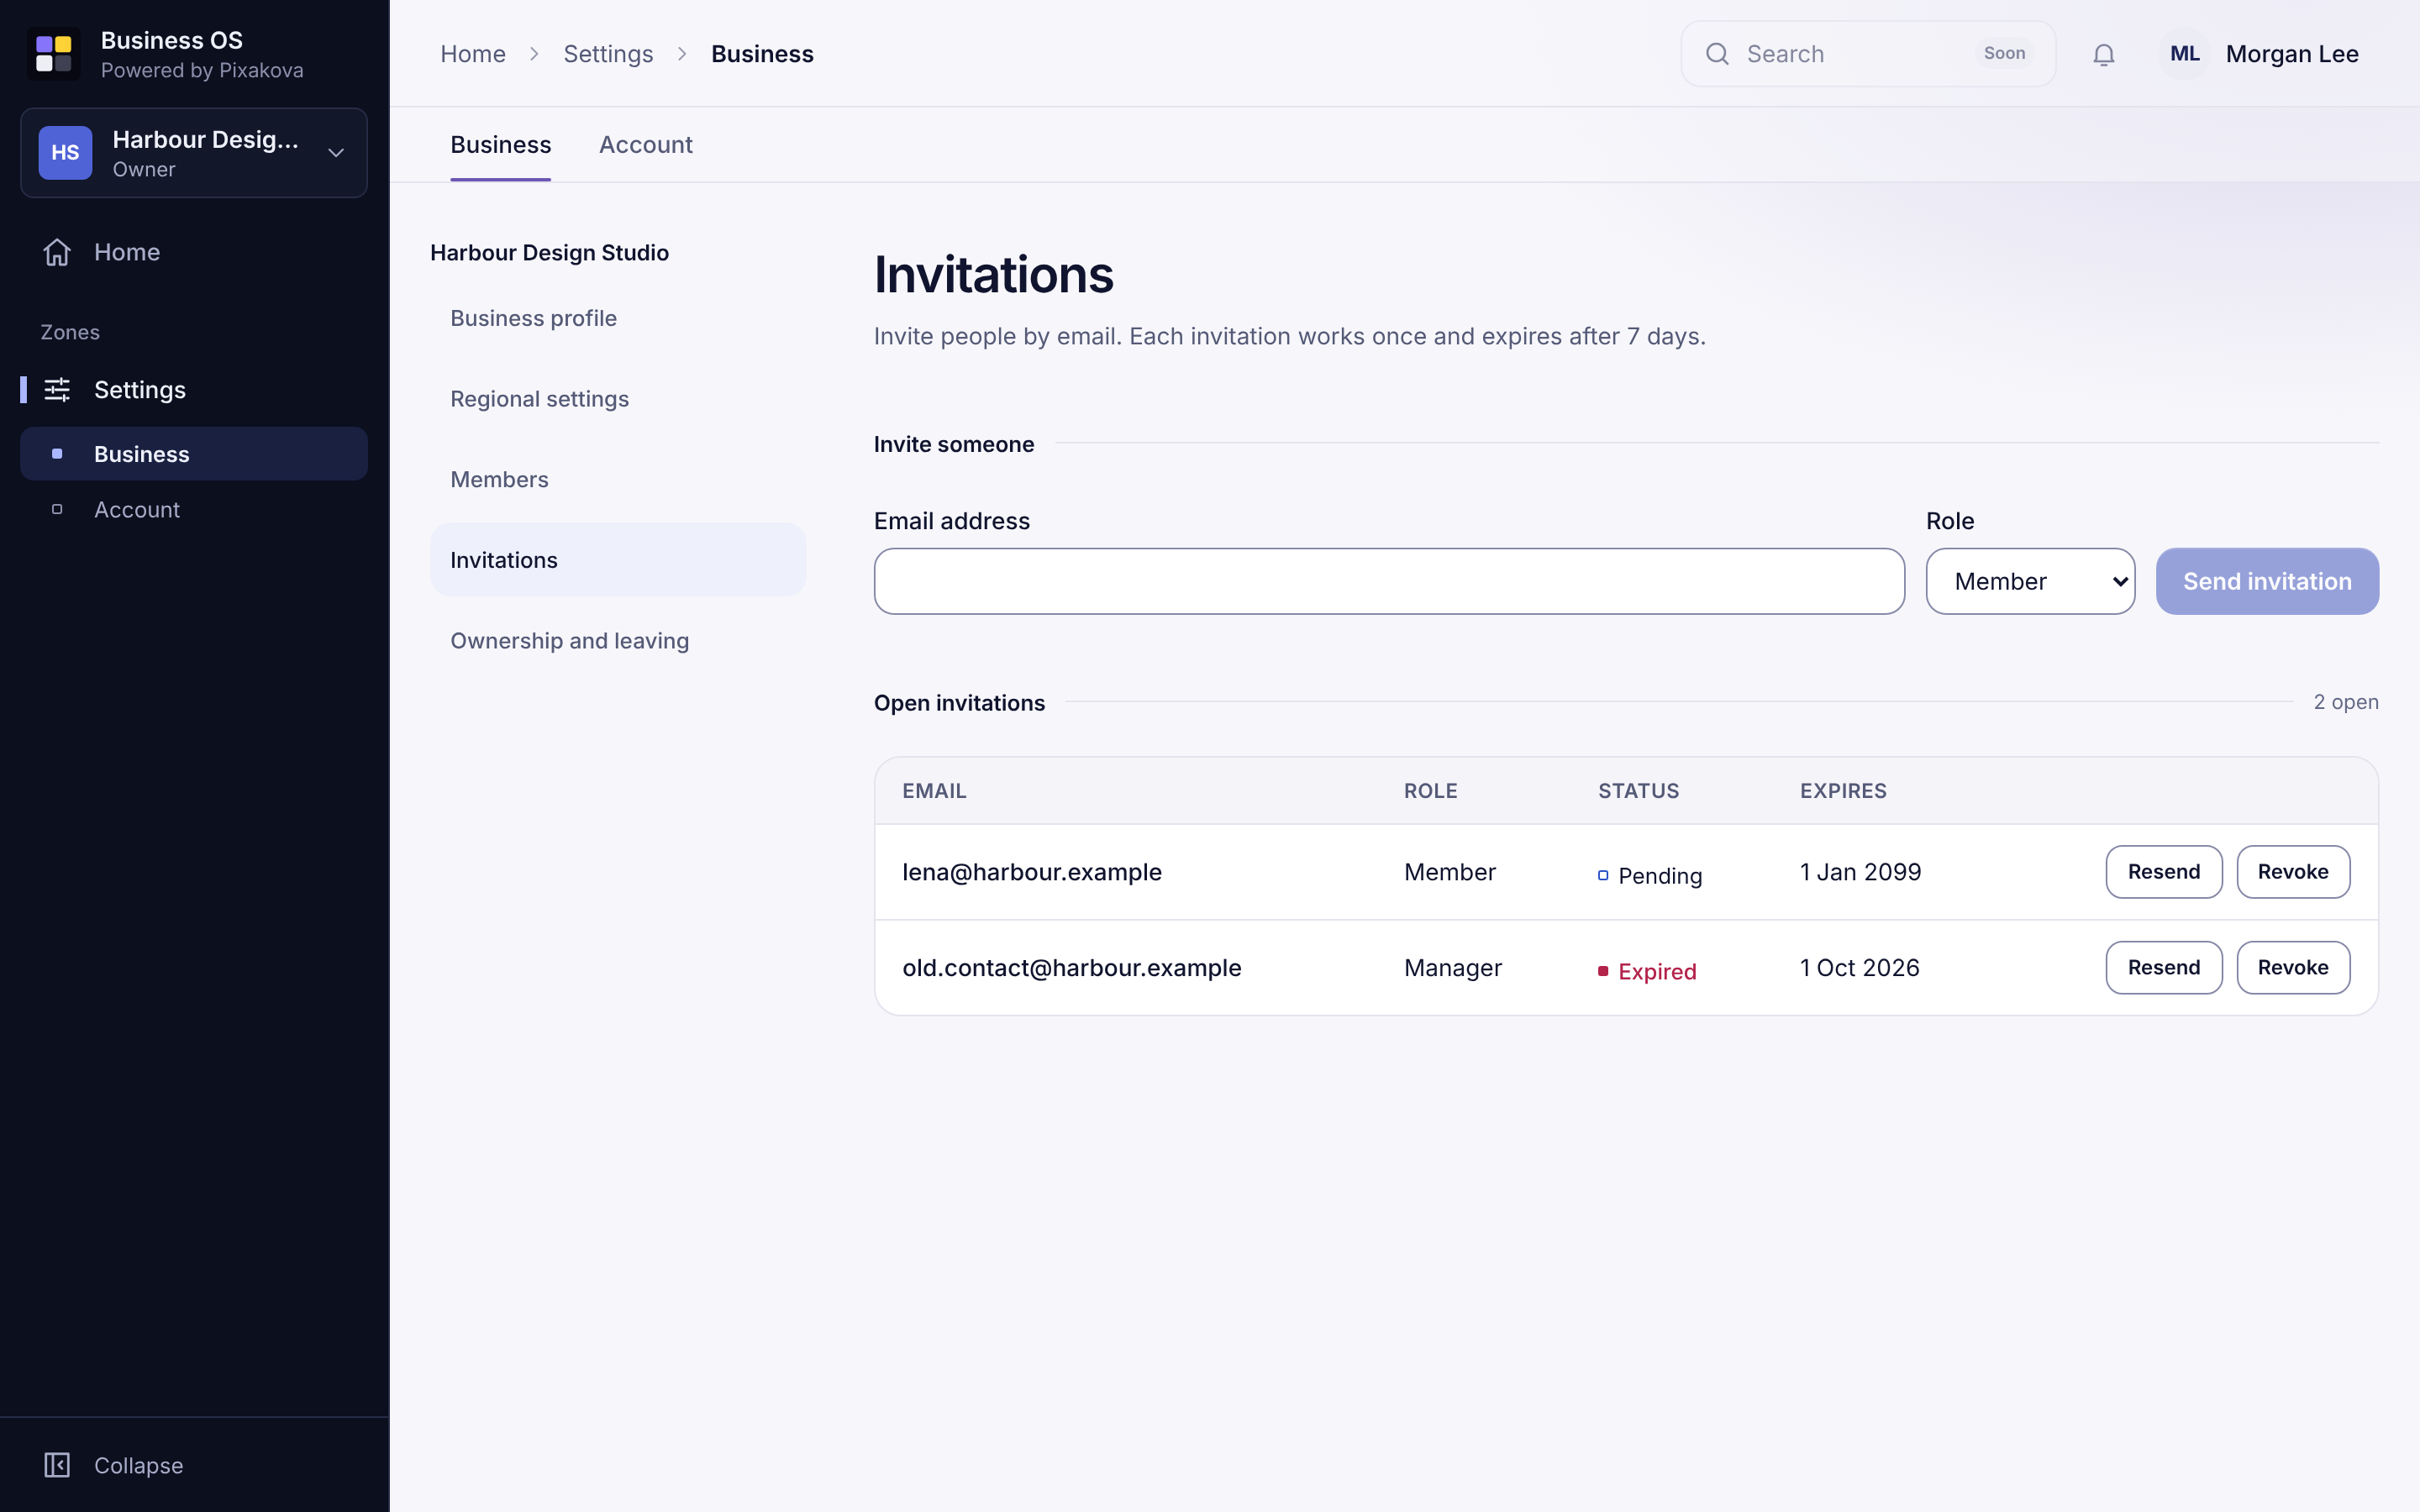 Business OS
Powered by Pixakova
HS
Harbour Desig...
Owner
Home
Zones
Settings
Business
Account
Collapse
Home
Settings
Business
Search
Soon
ML
Morgan Lee
Business
Account
Harbour Design Studio
Business profile
Regional settings
Members
Invitations
Ownership and leaving
Invitations
Invite people by email. Each invitation works once and expires after 7 days.
Invite someone
Email address
Role
Member
Send invitation
Open invitations
2 open
EMAIL ROLE STATUS EXPIRES
lena@harbour.example Member Pending 1 Jan 2099 Resend Revoke
old.contact@harbour.example Manager Expired 1 Oct 2026 Resend Revoke